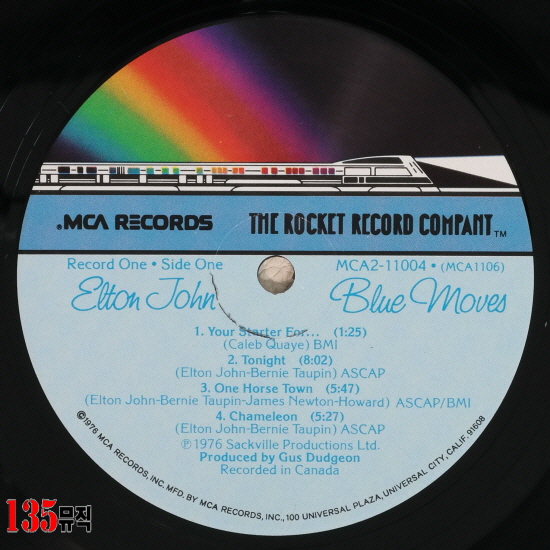 .MCA RECORDS THE ROCKET RECORD COMPANY TM
Record One • Side One MCA2-11004 • (MCA1106)
Elton John Blue Moves
1. Your Starter For... (1:25)
(Caleb Quaye) BMI
2. Tonight (8:02)
(Elton John-Bernie Taupin) ASCAP
3. One Horse Town (5:47)
(Elton John-Bernie Taupin-James Newton-Howard) ASCAP/BMI
4. Chameleon (5:27)
(Elton John-Bernie Taupin) ASCAP
℗ 1976 Sackville Productions Ltd.
Produced by Gus Dudgeon
Recorded in Canada
©1976 MCA RECORDS, INC. MFD. BY MCA RECORDS, INC., 100 UNIVERSAL PLAZA, UNIVERSAL CITY, CALIF. 91608
135뮤직